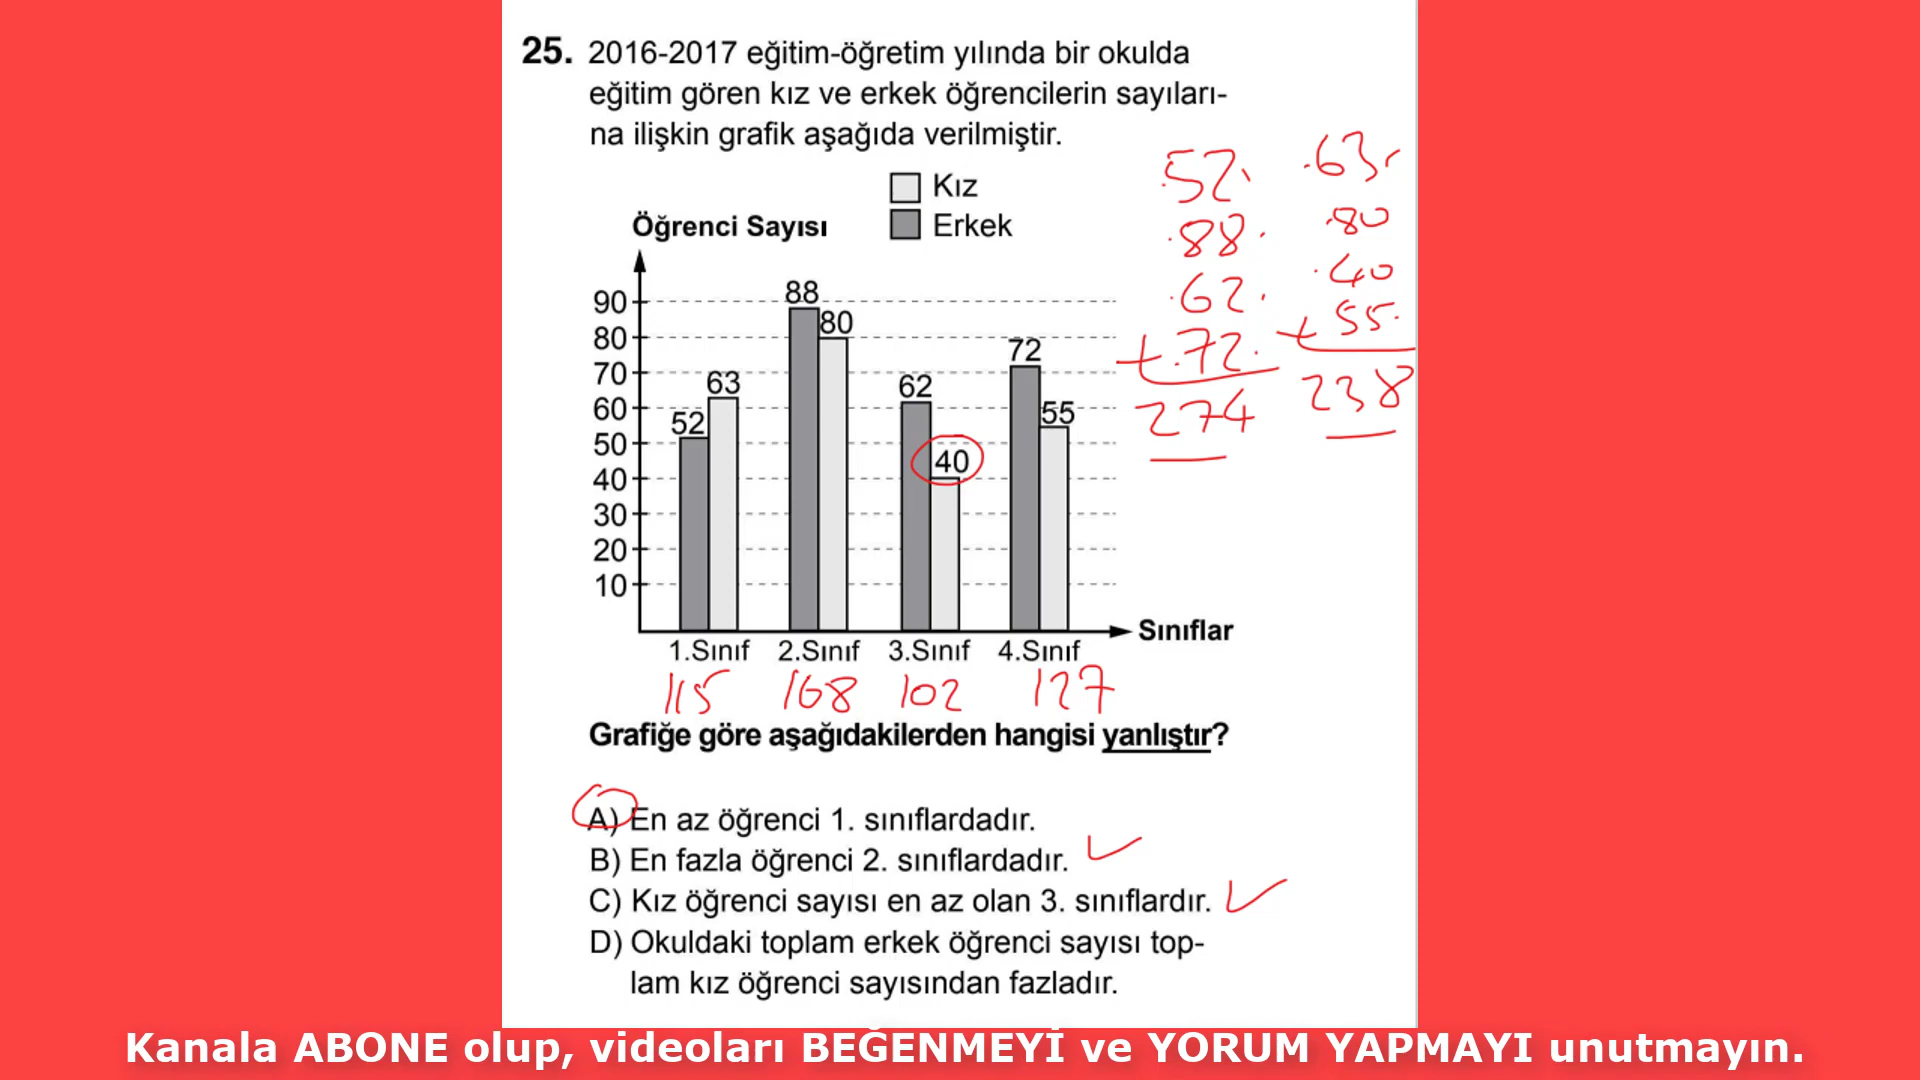 25. 2016-2017 eğitim-öğretim yılında bir okulda
eğitim gören kız ve erkek öğrencilerin sayıları-
na ilişkin grafik aşağıda verilmiştir.
Kız
Erkek
Öğrenci Sayısı
90
80
70
60
50
40
30
20
10
52
63
88
80
62
40
72
55
1.Sınıf 2.Sınıf 3.Sınıf 4.Sınıf
Sınıflar
115 168 102 127
.52.
.88.
.62.
+.72.
274
.63.
.80
.40
+55.
238
Grafiğe göre aşağıdakilerden hangisi yanlıştır?
A) En az öğrenci 1. sınıflardadır.
B) En fazla öğrenci 2. sınıflardadır.
C) Kız öğrenci sayısı en az olan 3. sınıflardır.
D) Okuldaki toplam erkek öğrenci sayısı top-
lam kız öğrenci sayısından fazladır.
Kanala ABONE olup, videoları BEĞENMEYİ ve YORUM YAPMAYI unutmayın.